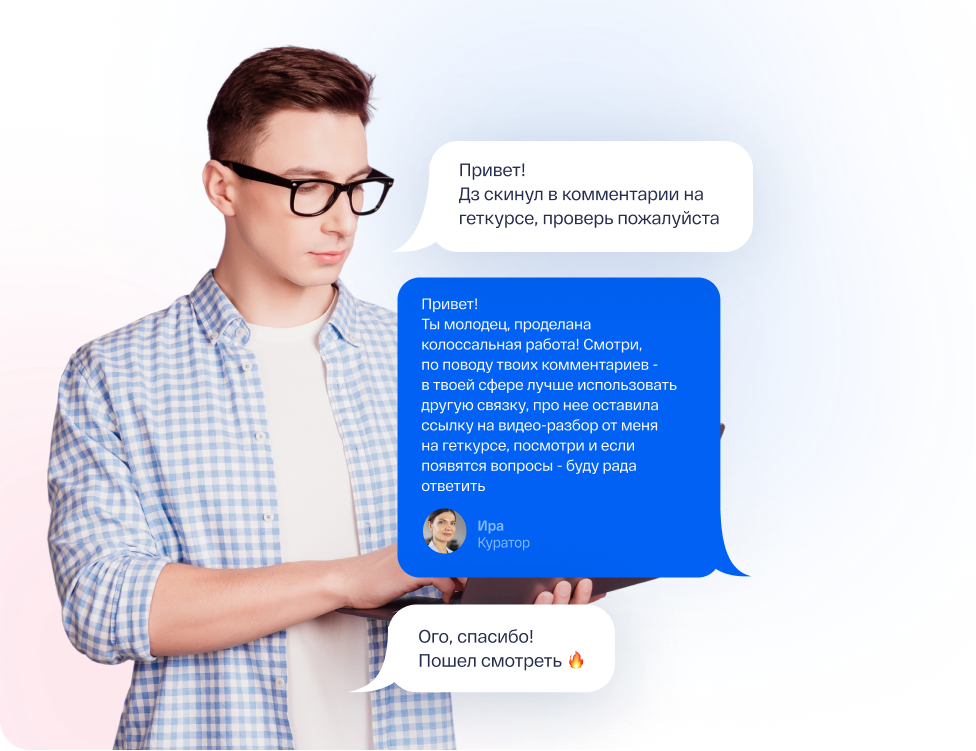 Привет!
Дз скинул в комментарии на
геткурсе, проверь пожалуйста
Привет!
Ты молодец, проделана
колоссальная работа! Смотри,
по поводу твоих комментариев -
в твоей сфере лучше использовать
другую связку, про нее оставила
ссылку на видео-разбор от меня
на геткурсе, посмотри и если
появятся вопросы - буду рада
ответить
Ира
Куратор
Ого, спасибо!
Пошел смотреть 🔥